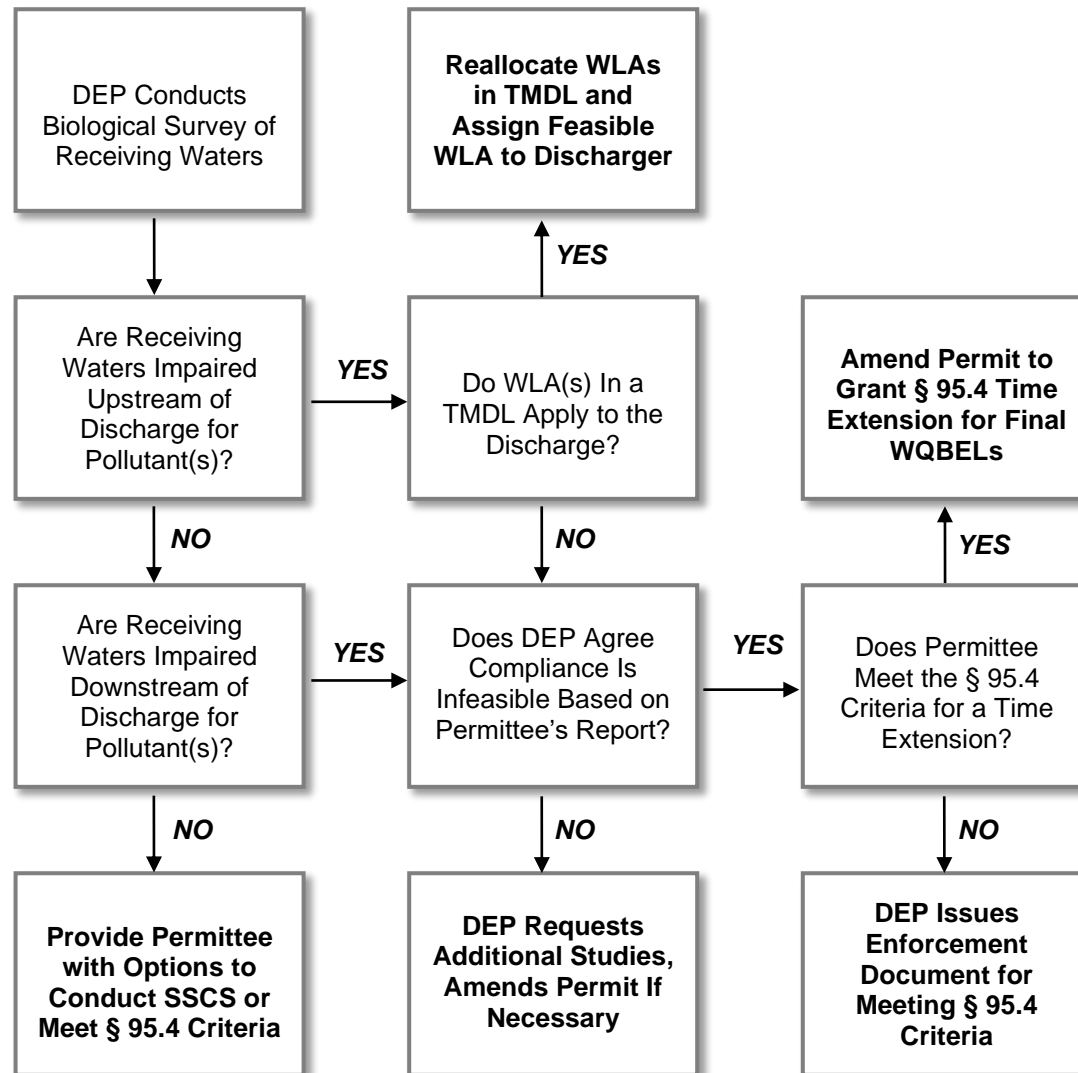 DEP Conducts
Biological Survey of
Receiving Waters
Reallocate WLAs
in TMDL and
Assign Feasible
WLA to Discharger
YES
Are Receiving
Waters Impaired
Upstream of
Discharge for
Pollutant(s)?
YES
Do WLA(s) In a
TMDL Apply to the
Discharge?
Amend Permit to
Grant § 95.4 Time
Extension for Final
WQBELs
NO
NO
YES
Are Receiving
Waters Impaired
Downstream of
Discharge for
Pollutant(s)?
YES
Does DEP Agree
Compliance Is
Infeasible Based on
Permittee’s Report?
YES
Does Permittee
Meet the § 95.4
Criteria for a Time
Extension?
NO
NO
NO
Provide Permittee
with Options to
Conduct SSCS or
Meet § 95.4 Criteria
DEP Requests
Additional Studies,
Amends Permit If
Necessary
DEP Issues
Enforcement
Document for
Meeting § 95.4
Criteria